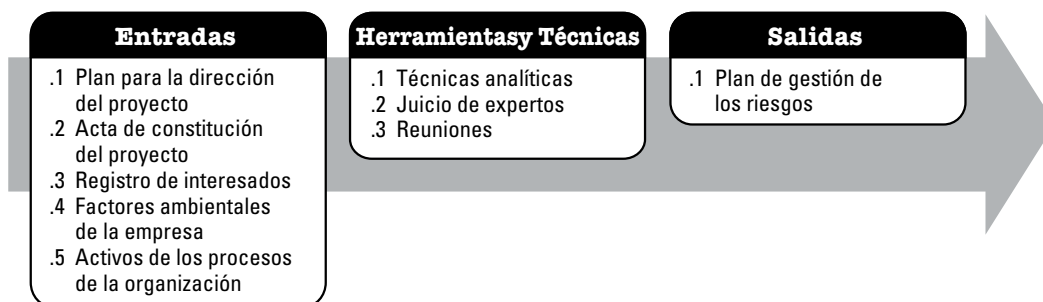 Entradas
.1 Plan para la dirección
del proyecto
.2 Acta de constitución
del proyecto
.3 Registro de interesados
.4 Factores ambientales
de la empresa
.5 Activos de los procesos
de la organización
Herramientasy Técnicas
.1 Técnicas analíticas
.2 Juicio de expertos
.3 Reuniones
Salidas
.1 Plan de gestión de
los riesgos